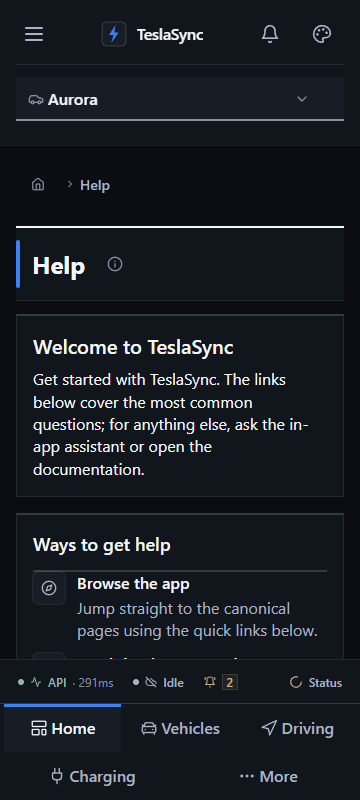 TeslaSync
Aurora
Help
Help
Welcome to TeslaSync
Get started with TeslaSync. The links
below cover the most common
questions; for anything else, ask the in-
app assistant or open the
documentation.
Ways to get help
Browse the app
Jump straight to the canonical
pages using the quick links below.
API · 291ms
Idle
2
Status
Home
Vehicles
Driving
Charging
More